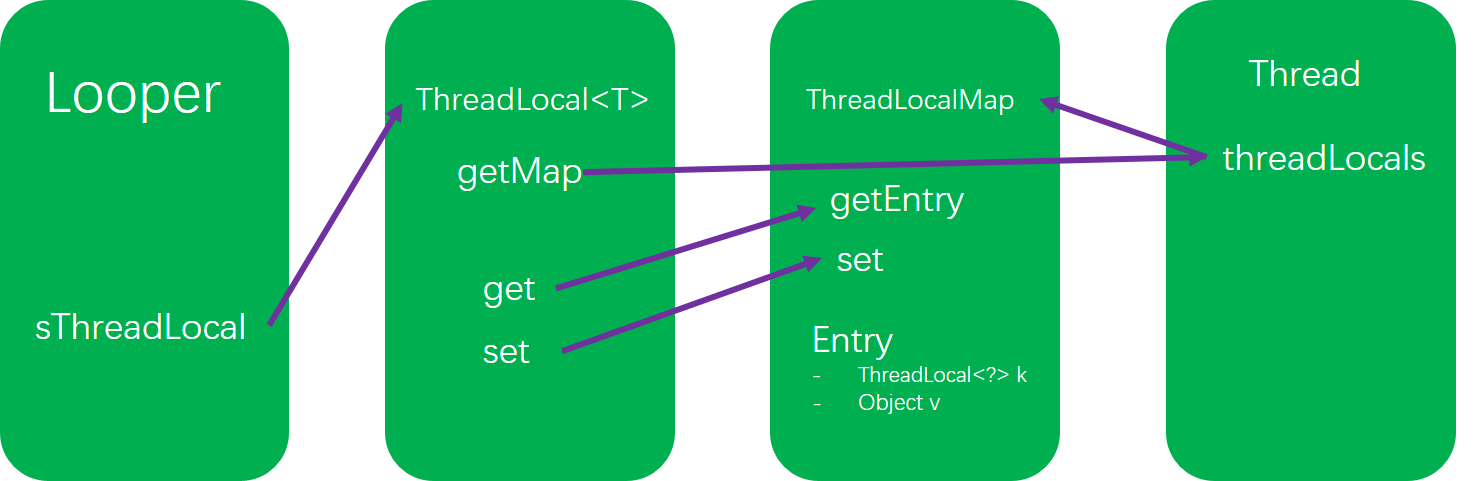 Looper
sThreadLocal
ThreadLocal<T>
getMap
get
set
ThreadLocalMap
getEntry
set
Entry
- ThreadLocal<?> k
- Object v
Thread
threadLocals